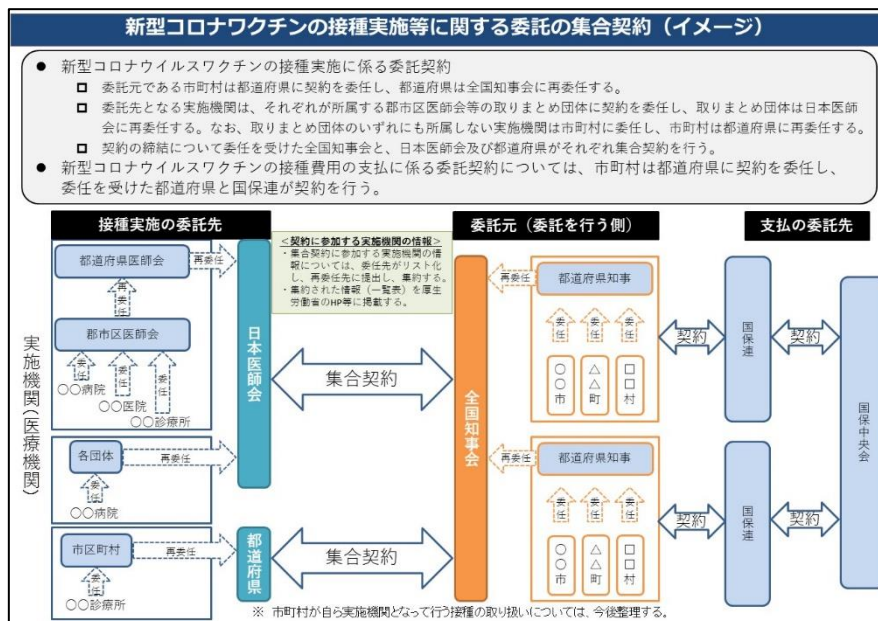 新型コロナワクチンの接種実施等に関する委託の集合契約（イメージ）
● 新型コロナウイルスワクチンの接種実施に係る委託契約
□ 委託元である市町村は都道府県に契約を委任し、都道府県は全国知事会に再委任する。
□ 委託先となる実施機関は、それぞれが所属する郡市区医師会等の取りまとめ団体に契約を委任し、取りまとめ団体は日本医師
会に再委任する。なお、取りまとめ団体のいずれにも所属しない実施機関は市町村に委任し、市町村は都道府県に再委任する。
□ 契約の締結について委任を受けた全国知事会と、日本医師会及び都道府県がそれぞれ集合契約を行う。
● 新型コロナウイルスワクチンの接種費用の支払に係る委託契約については、市町村は都道府県に契約を委任し、
委任を受けた都道府県と国保連が契約を行う。
接種実施の委託先
委託元（委託を行う側）
支払の委託先
＜契約に参加する実施機関の情報＞
・集合契約に参加する実施機関の情
報については、委任先がリスト化
し、再委任先に提出し、集約する。
・集約された情報（一覧表）を厚生
労働省のHP等に掲載する。
実施機関（医療機関）
都道府県医師会
再委任
再委任
郡市区医師会
委任
委任
委任
〇〇病院
〇〇医院
〇〇診療所
各団体
再委任
委任
〇〇病院
市区町村
再委任
委任
〇〇診療所
日本医師会
都道府県
集合契約
集合契約
全国知事会
再委任
都道府県知事
委任
委任
委任
〇〇市
△△町
□□村
再委任
都道府県知事
委任
委任
委任
〇〇市
△△町
□□村
契約
国保連
契約
契約
国保連
契約
国保中央会
※ 市町村が自ら実施機関となって行う接種の取り扱いについては、今後整理する。